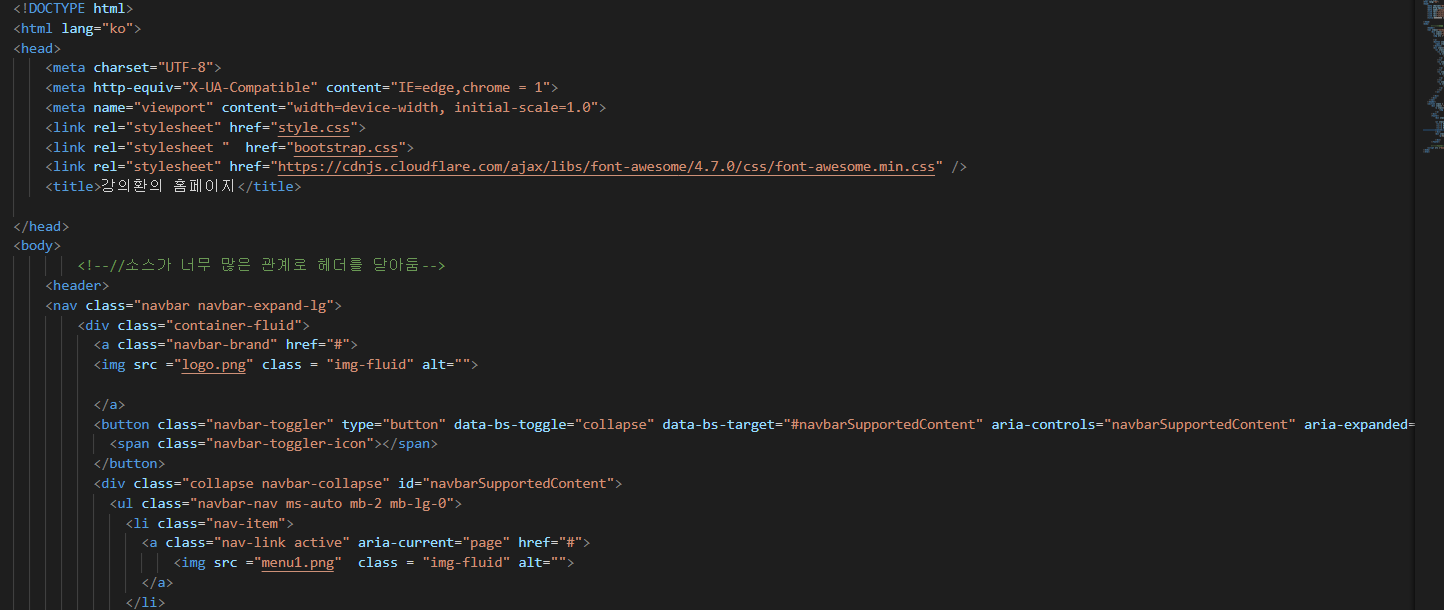 <!DOCTYPE html>
<html lang="ko">
<head>
<meta charset="UTF-8">
<meta http-equiv="X-UA-Compatible" content="IE=edge,chrome = 1">
<meta name="viewport" content="width=device-width, initial-scale=1.0">
<link rel="stylesheet" href="style.css">
<link rel="stylesheet "  href="bootstrap.css">
<link rel="stylesheet" href="https://cdnjs.cloudflare.com/ajax/libs/font-awesome/4.7.0/css/font-awesome.min.css" />
<title>강의환의 홈페이지</title>
</head>
<body>
<!--//소스가 너무 많은 관계로 헤더를 닫아둠-->
<header>
<nav class="navbar navbar-expand-lg">
<div class="container-fluid">
<a class="navbar-brand" href="#">
<img src ="logo.png" class = "img-fluid" alt="">
</a>
<button class="navbar-toggler" type="button" data-bs-toggle="collapse" data-bs-target="#navbarSupportedContent" aria-controls="navbarSupportedContent" aria-expanded=
<span class="navbar-toggler-icon"></span>
</button>
<div class="collapse navbar-collapse" id="navbarSupportedContent">
<ul class="navbar-nav ms-auto mb-2 mb-lg-0">
<li class="nav-item">
<a class="nav-link active" aria-current="page" href="#">
<img src ="menu1.png"  class = "img-fluid" alt="">
</a>
</li>